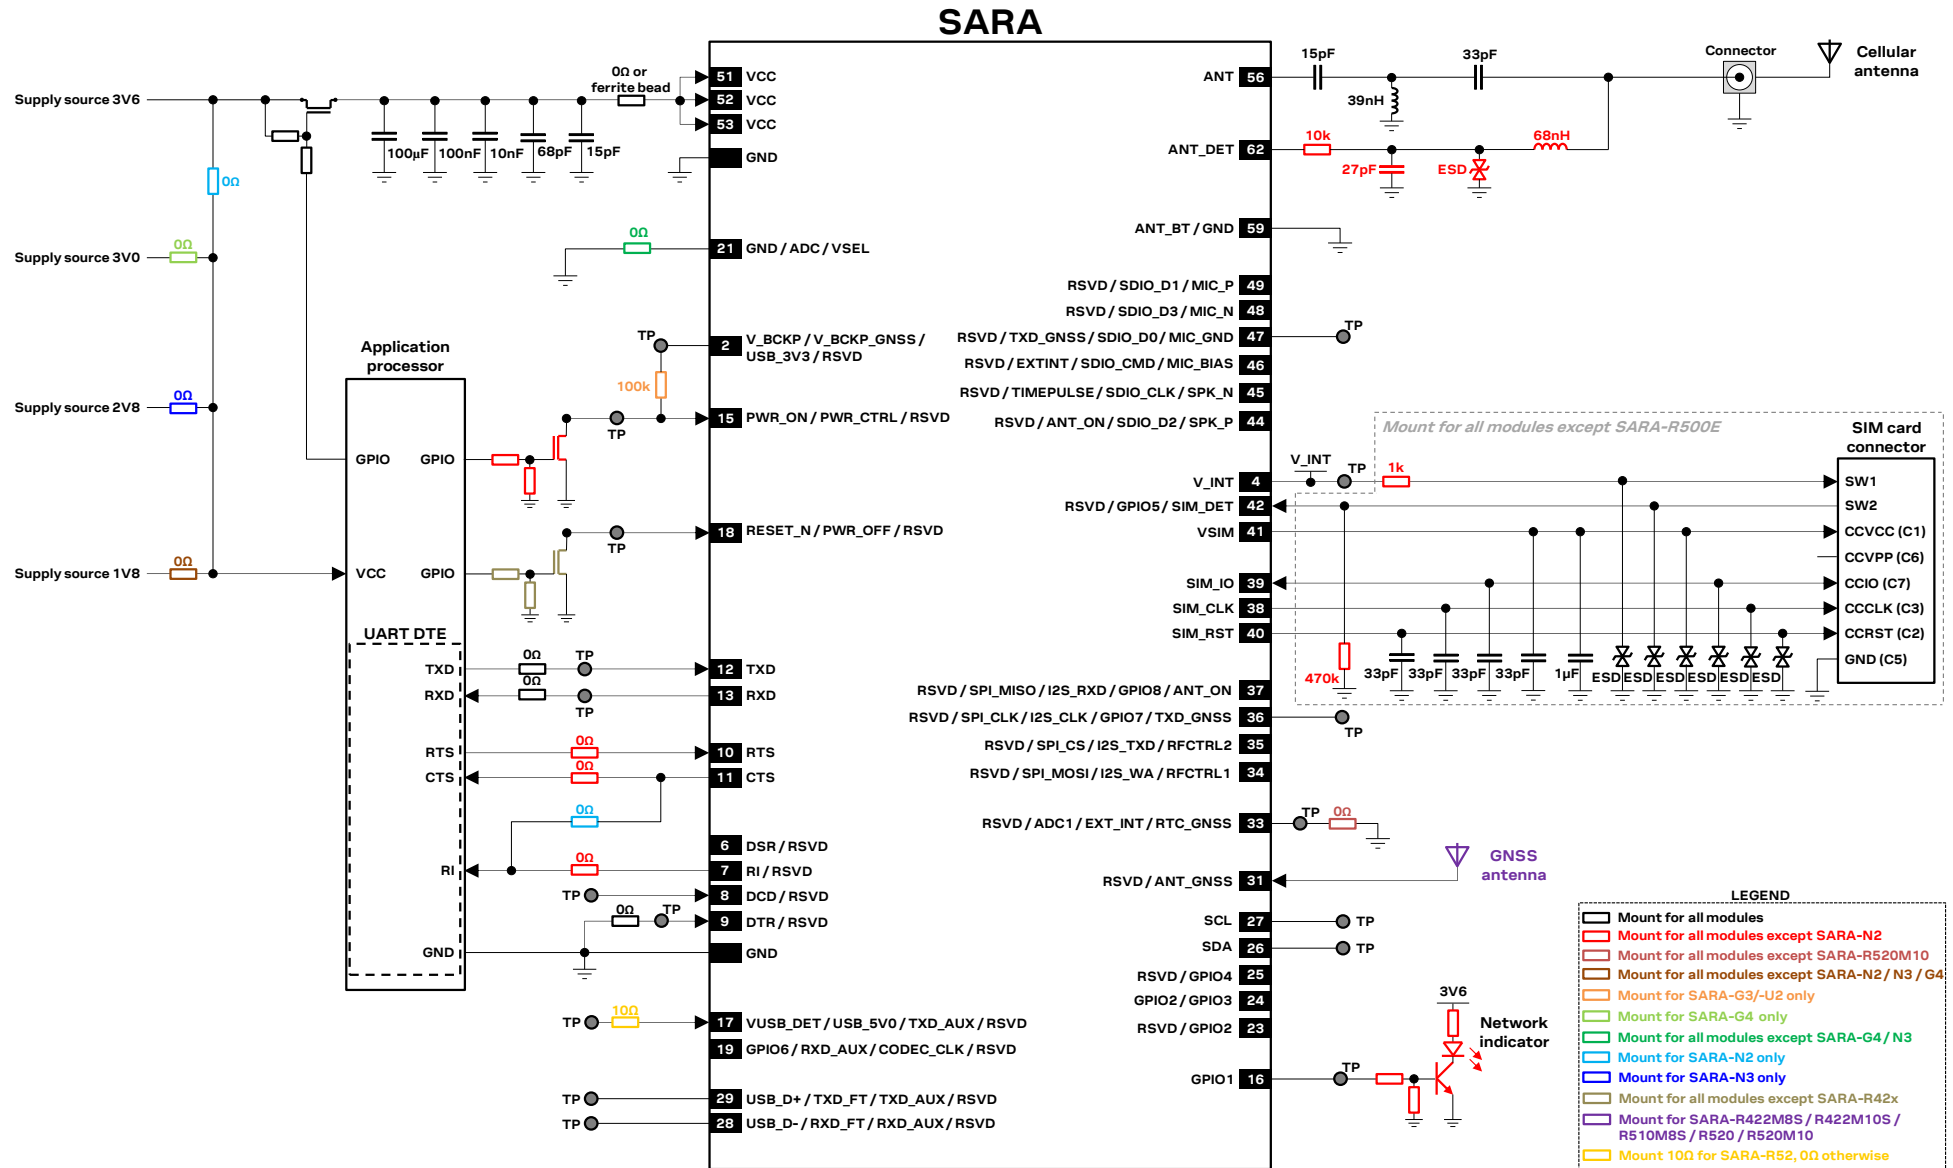 SARA
Supply source 3V6
0Ω or
ferrite bead
100µF
100nF
10nF
68pF
15pF
51 VCC
52 VCC
53 VCC
GND
0Ω
Supply source 3V0
0Ω
0Ω
21 GND / ADC / VSEL
Supply source 2V8
0Ω
TP
2 V_BCKP / V_BCKP_GNSS /
USB_3V3 / RSVD
100k
TP
15 PWR_ON / PWR_CTRL / RSVD
Application
processor
GPIO
GPIO
TP
18 RESET_N / PWR_OFF / RSVD
Supply source 1V8
0Ω
VCC
GPIO
UART DTE
TXD
0Ω
TP
12 TXD
RXD
0Ω
TP
13 RXD
RTS
0Ω
10 RTS
CTS
0Ω
11 CTS
0Ω
6 DSR / RSVD
RI
0Ω
7 RI / RSVD
TP
8 DCD / RSVD
0Ω
TP
9 DTR / RSVD
GND
GND
TP
10Ω
17 VUSB_DET / USB_5V0 / TXD_AUX / RSVD
19 GPIO6 / RXD_AUX / CODEC_CLK / RSVD
TP
29 USB_D+ / TXD_FT / TXD_AUX / RSVD
TP
28 USB_D- / RXD_FT / RXD_AUX / RSVD
ANT 56
15pF
39nH
33pF
Connector
Cellular
antenna
ANT_DET 62
10k
27pF
ESD
68nH
ANT_BT / GND 59
RSVD / SDIO_D1 / MIC_P 49
RSVD / SDIO_D3 / MIC_N 48
RSVD / TXD_GNSS / SDIO_D0 / MIC_GND 47
TP
RSVD / EXTINT / SDIO_CMD / MIC_BIAS 46
RSVD / TIMEPULSE / SDIO_CLK / SPK_N 45
RSVD / ANT_ON / SDIO_D2 / SPK_P 44
Mount for all modules except SARA-R500E
SIM card
connector
V_INT 4
V_INT
TP
1k
SW1
RSVD / GPIO5 / SIM_DET 42
SW2
VSIM 41
CCVCC (C1)
CCVPP (C6)
SIM_IO 39
CCIO (C7)
SIM_CLK 38
CCCLK (C3)
SIM_RST 40
CCRST (C2)
GND (C5)
470k
33pF
33pF
33pF
33pF
1µF
ESD
ESD
ESD
ESD
ESD
ESD
RSVD / SPI_MISO / I2S_RXD / GPIO8 / ANT_ON 37
RSVD / SPI_CLK / I2S_CLK / GPIO7 / TXD_GNSS 36
TP
RSVD / SPI_CS / I2S_TXD / RFCTRL2 35
RSVD / SPI_MOSI / I2S_WA / RFCTRL1 34
RSVD / ADC1 / EXT_INT / RTC_GNSS 33
TP
0Ω
RSVD / ANT_GNSS 31
GNSS
antenna
SCL 27
TP
SDA 26
TP
RSVD / GPIO4 25
GPIO2 / GPIO3 24
RSVD / GPIO2 23
GPIO1 16
TP
3V6
Network
indicator
LEGEND
Mount for all modules
Mount for all modules except SARA-N2
Mount for all modules except SARA-R520M10
Mount for all modules except SARA-N2 / N3 / G4
Mount for SARA-G3/-U2 only
Mount for SARA-G4 only
Mount for all modules except SARA-G4 / N3
Mount for SARA-N2 only
Mount for SARA-N3 only
Mount for all modules except SARA-R42x
Mount for SARA-R422M8S / R422M10S /
R510M8S / R520 / R520M10
Mount 10Ω for SARA-R52, 0Ω otherwise